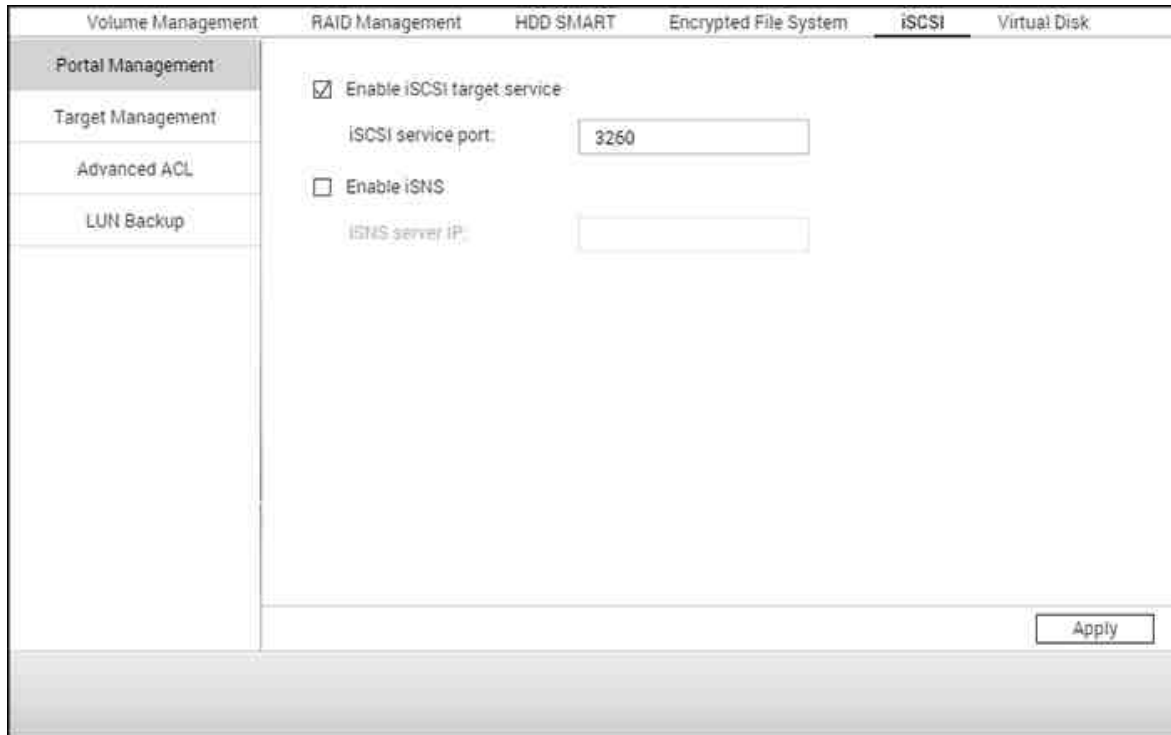 Volume Management RAID Management HDD SMART Encrypted File System iSCSI Virtual Disk
Portal Management
Target Management
Advanced ACL
LUN Backup
Enable iSCSI target service
iSCSI service port: 3260
Enable iSNS
iSNS server IP:
Apply